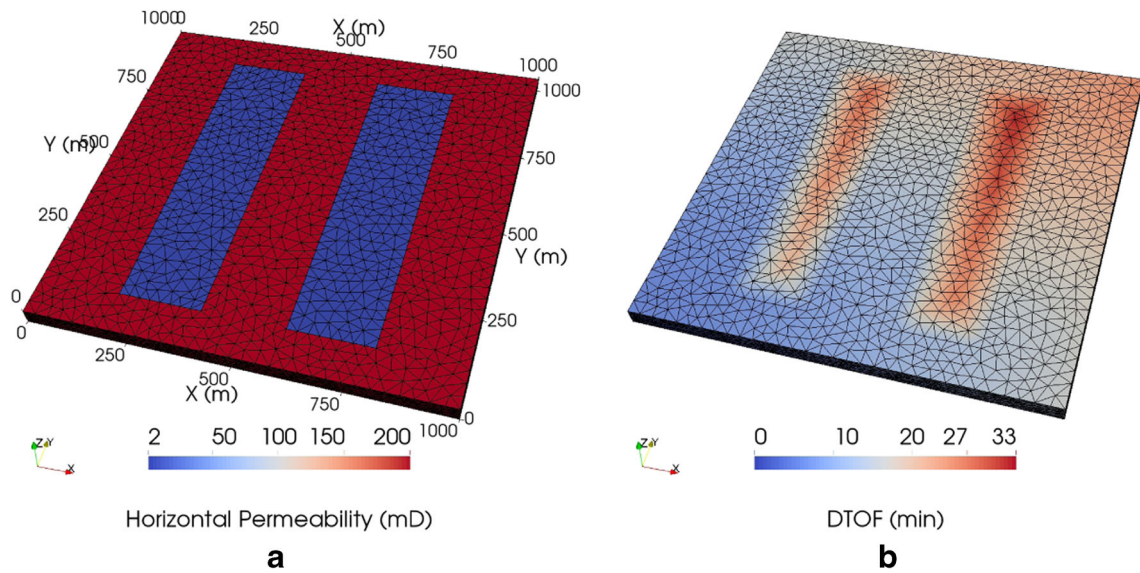 1000 0 250 X (m) 500 750 1000
1000
750
Y (m) 500
250
0
0
250
X (m) 500
750
1000 0
250
500
Y (m)
750
Z Y
X
2 50 100 150 200
Horizontal Permeability (mD)
a
Z Y
X
0 10 20 27 33
DTOF (min)
b